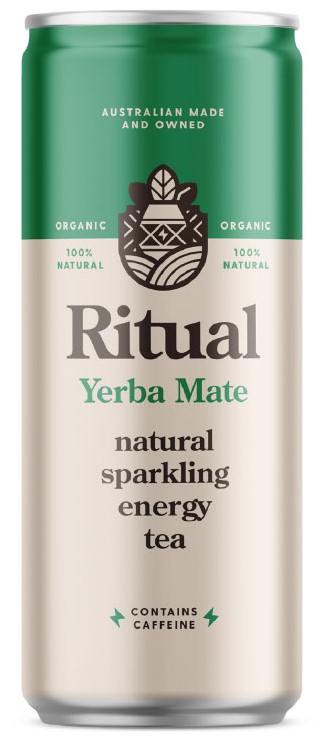 AUSTRALIAN MADE
AND OWNED
ORGANIC
100%
NATURAL
ORGANIC
100%
NATURAL
Ritual
Yerba Mate
natural
sparkling
energy
tea
CONTAINS
CAFFEINE